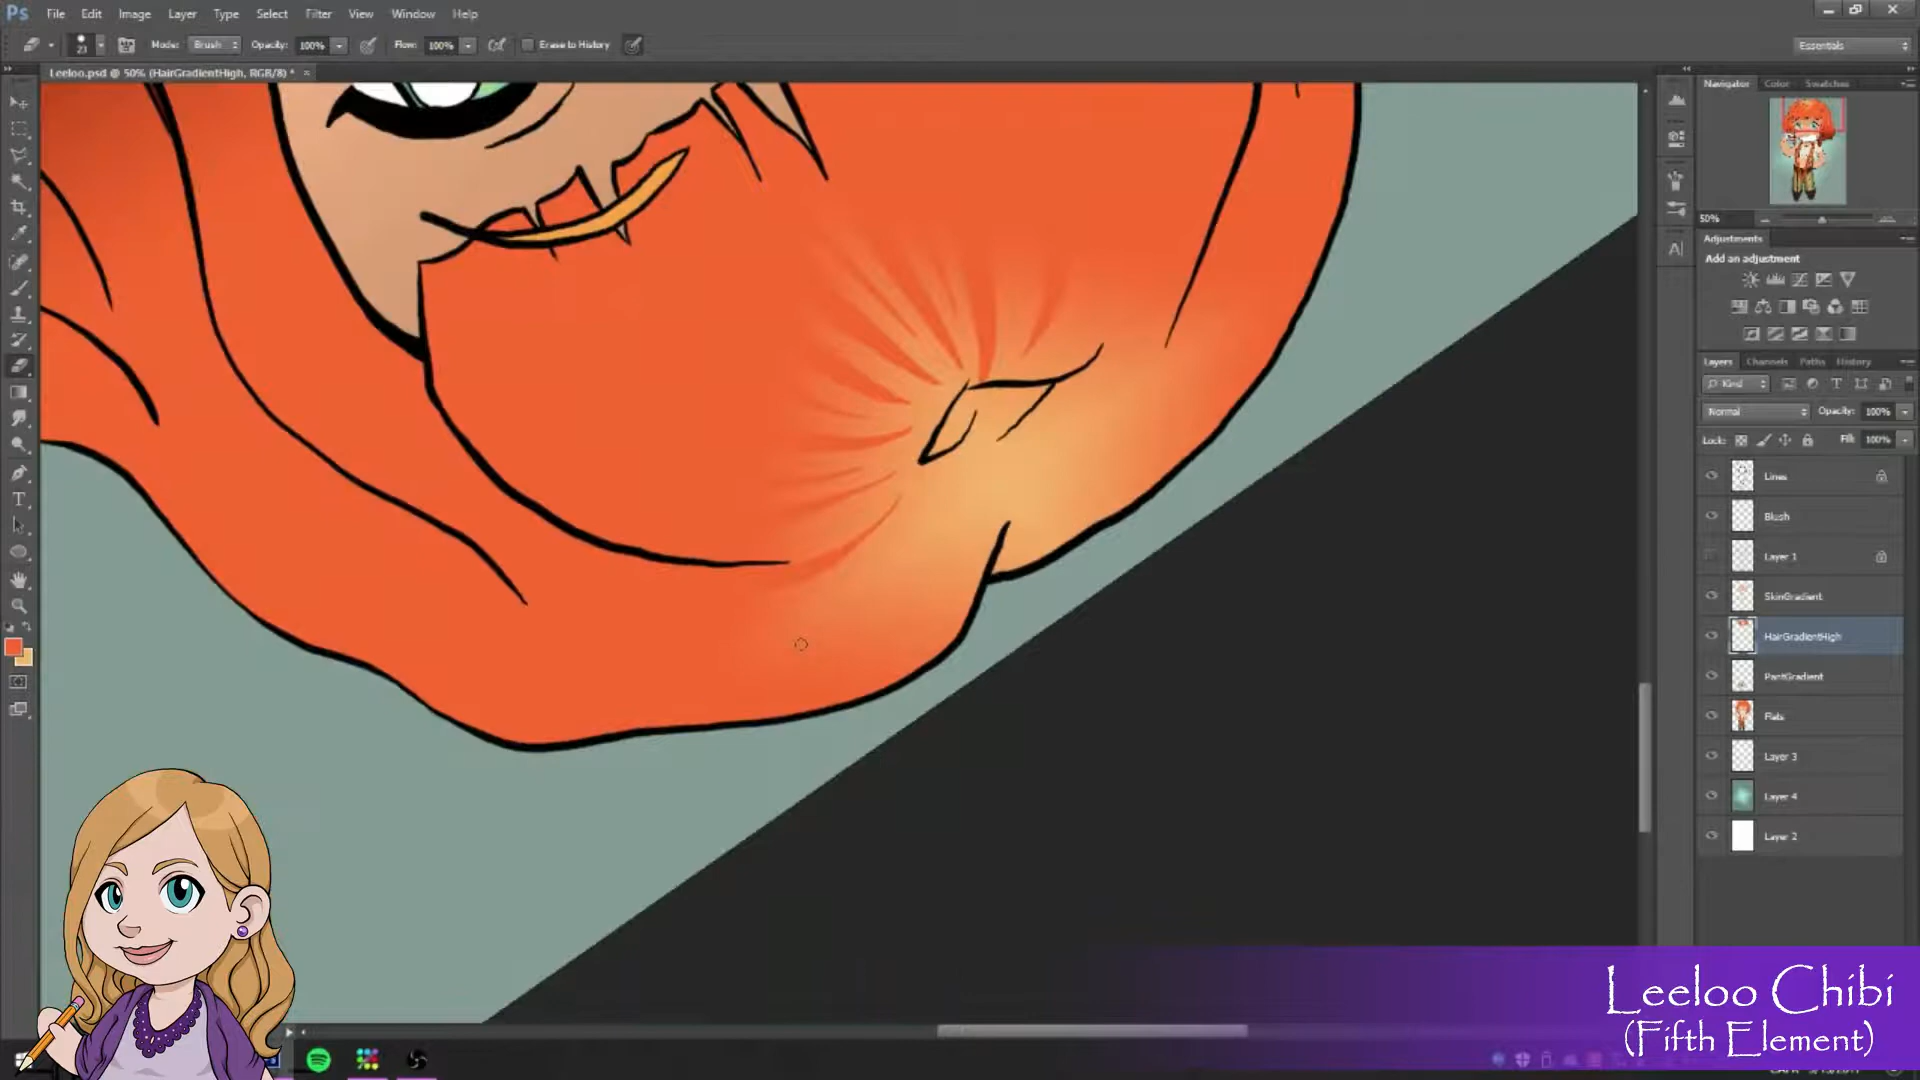 Ps File Edit Image Layer Type Select Filter View Window Help
23 Mode: Brush Opacity: 100% Flow: 100% Erase to History Essentials
Leeloo.psd @ 50% (HairGradientHigh, RGB/8) * ×
Navigator Color Swatches
50%
Adjustments
Add an adjustment
Layers Channels Paths History
Kind
Normal Opacity: 100%
Lock: Fill: 100%
Lines
Blush
Layer 1
SkinGradient
HairGradientHigh
PantGradient
Flats
Layer 3
Layer 4
Layer 2
Leeloo Chibi
(Fifth Element)